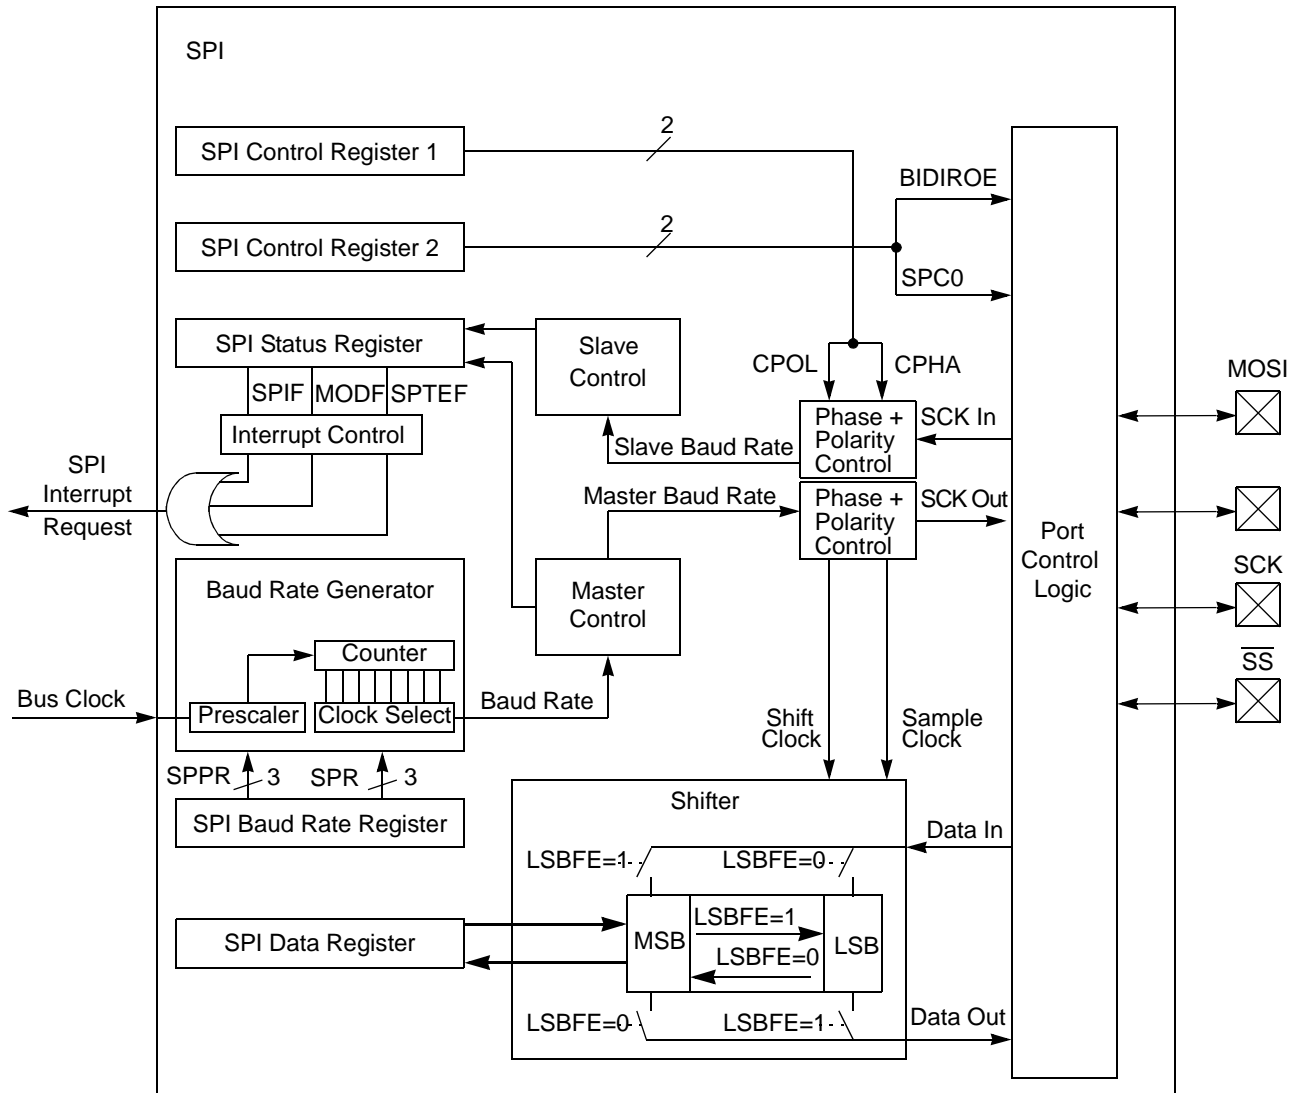 SPI
SPI Control Register 1
2
BIDIROE
SPI Control Register 2
2
SPC0
SPI Status Register
Slave
Control
CPOL
CPHA
MOSI
SPIF
MODF
SPTEF
Interrupt Control
Phase +
Polarity
Control
SCK In
Slave Baud Rate
SPI
Interrupt
Request
Master Baud Rate
Phase +
Polarity
Control
SCK Out
Port
Control
Logic
SCK
Baud Rate Generator
Master
Control
Counter
SS
Bus Clock
Prescaler
Clock Select
Baud Rate
Shift
Clock
Sample
Clock
SPPR
3
SPR
3
SPI Baud Rate Register
Shifter
Data In
LSBFE=1
LSBFE=0
SPI Data Register
MSB
LSBFE=1
LSBFE=0
LSB
LSBFE=0
LSBFE=1
Data Out